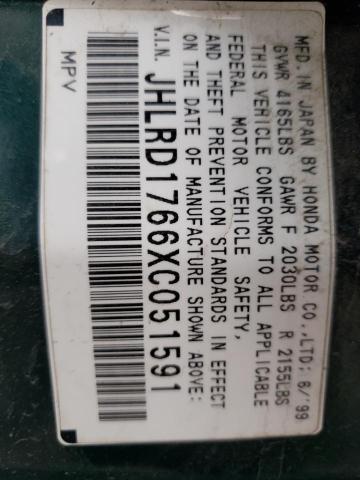 MFD. IN JAPAN BY HONDA MOTOR CO.,LTD: 6/'99
GVWR 4165LBS GAWR F 2030LBS R 2155LBS
THIS VEHICLE CONFORMS TO ALL APPLICABLE
FEDERAL MOTOR VEHICLE SAFETY,
AND THEFT PREVENTION STANDARDS IN EFFECT
ON THE DATE OF MANUFACTURE SHOWN ABOVE:
V.I.N. JHLRD1766XC051591
MPV